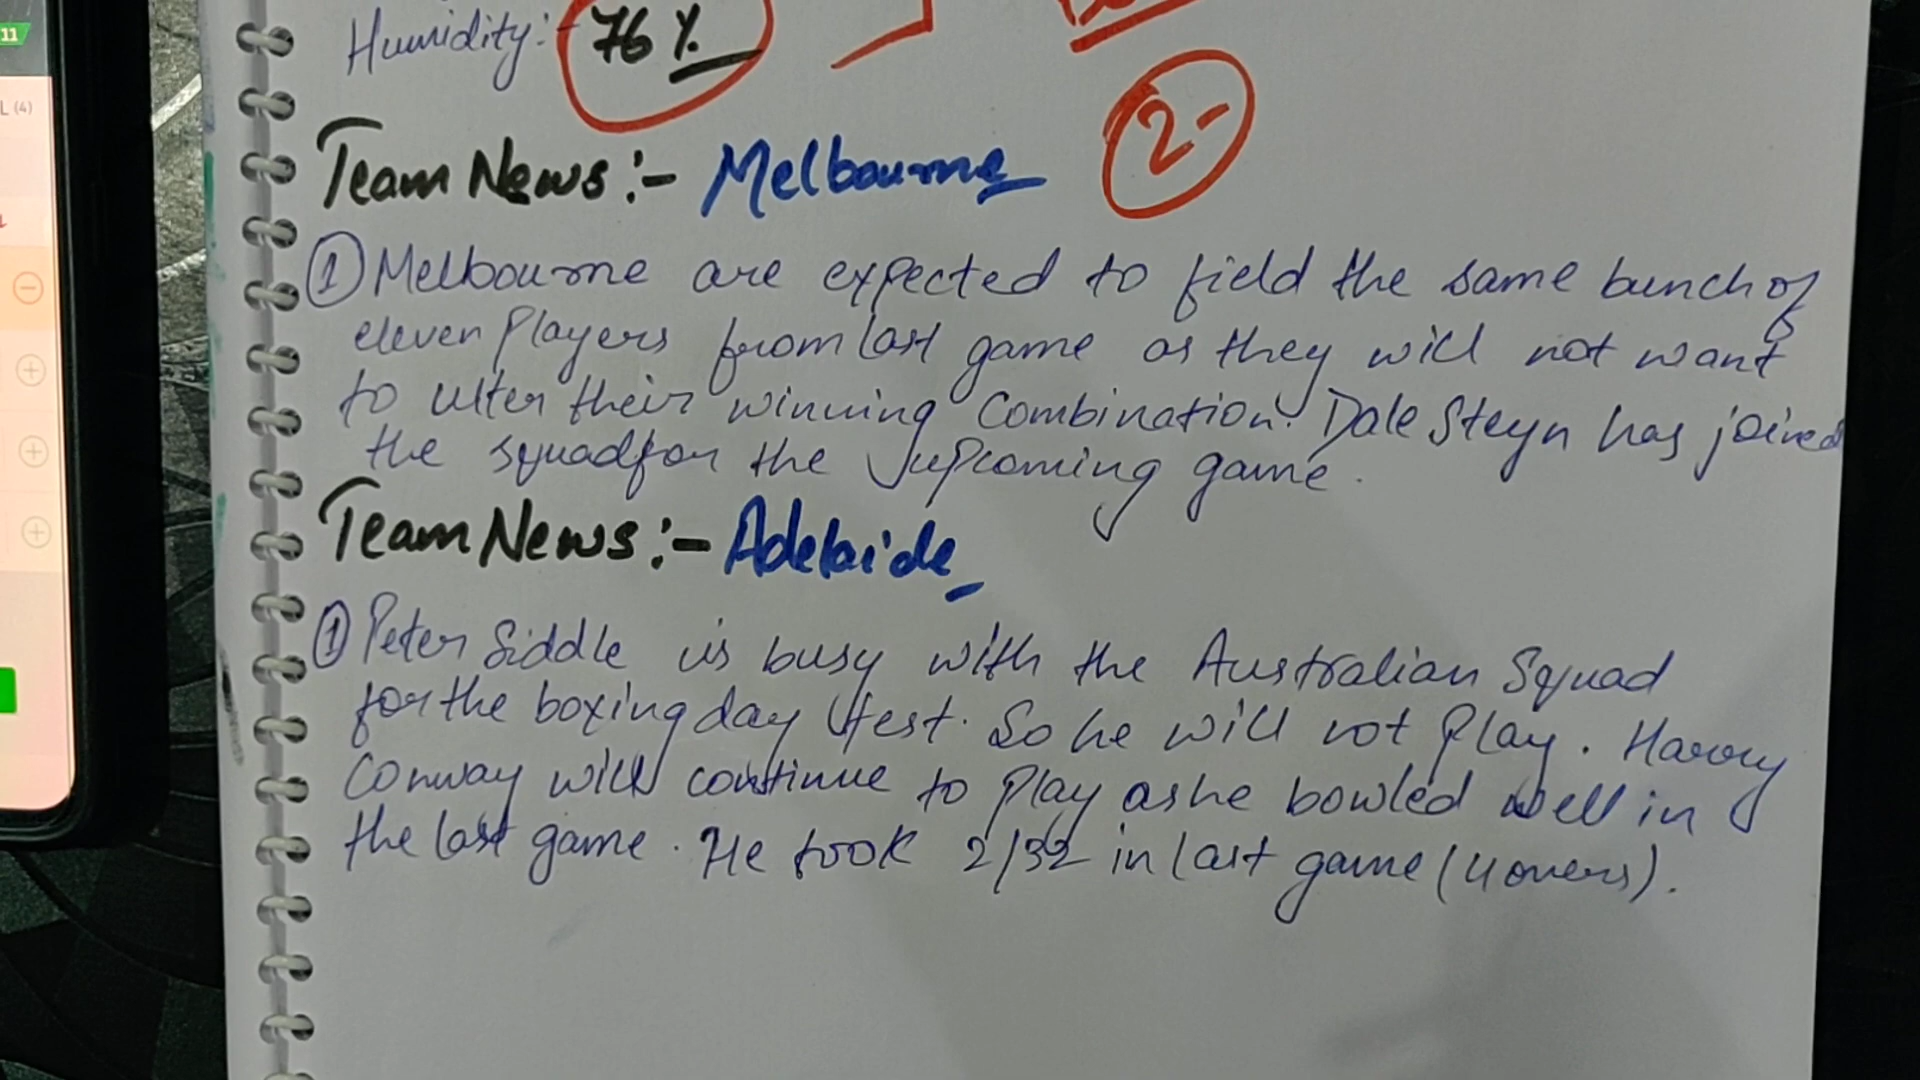 11
L (4)
Humidity:- 76 %
2-
Team News:- Melbourne
① Melbourne are expected to field the same bunch of
eleven players from last game as they will not want
to ulter their winning combination. Dale Steyn has joined
the squad for the upcoming game.
Team News:- Adelaide
① Peter Siddle is busy with the Australian Squad
for the boxing day test. So he will not play. Harry
Conway will continue to play as he bowled well in
the last game. He took 2/32 in last game (4 overs).